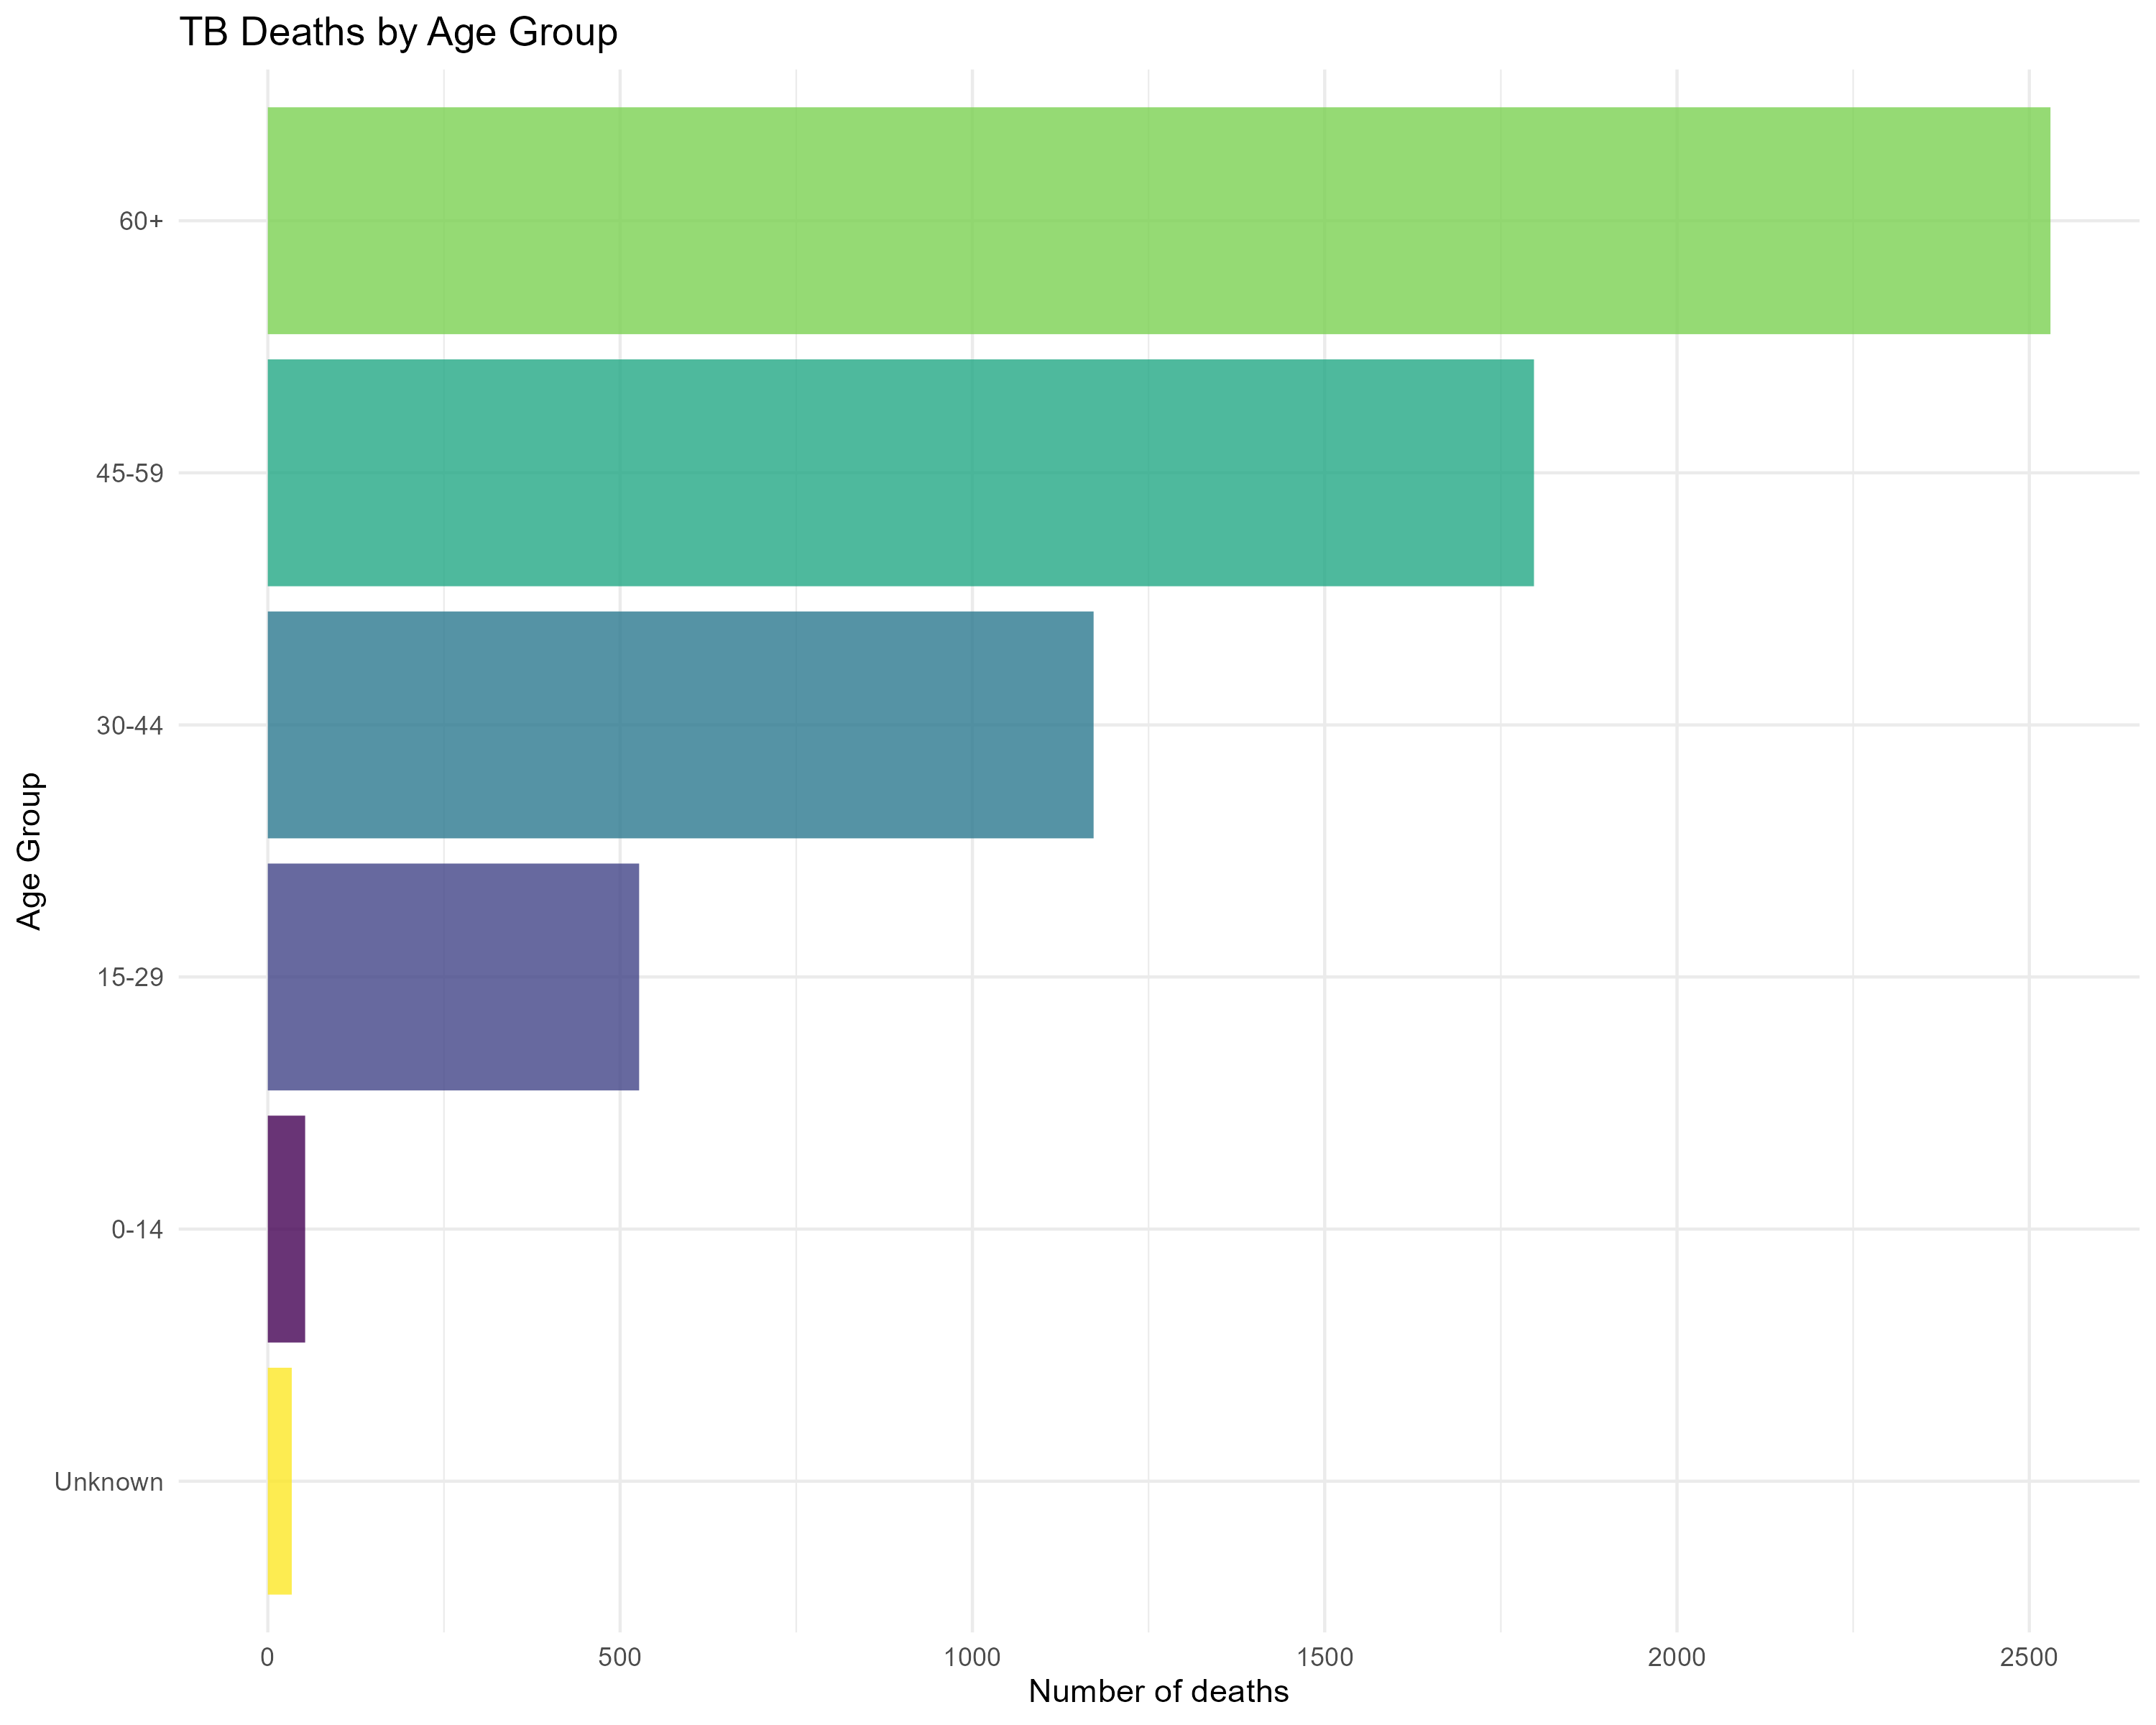 TB Deaths by Age Group
Age Group
60+
45-59
30-44
15-29
0-14
Unknown
0 500 1000 1500 2000 2500
Number of deaths